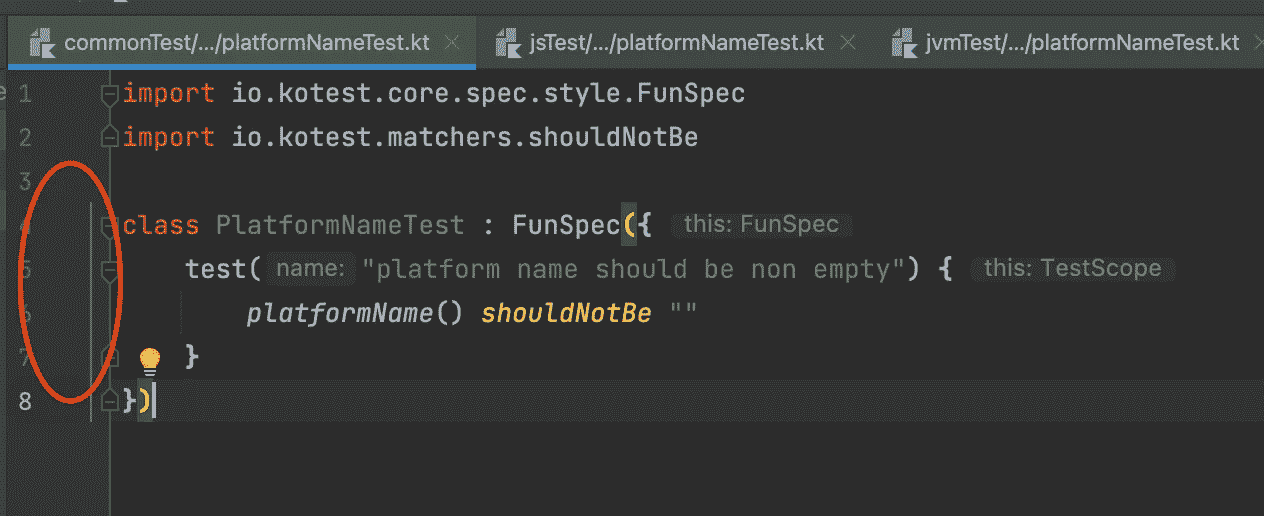 commonTest/.../platformNameTest.kt jsTest/.../platformNameTest.kt jvmTest/.../platformNameTest.kt
1 import io.kotest.core.spec.style.FunSpec
2 import io.kotest.matchers.shouldNotBe
3
4 class PlatformNameTest : FunSpec({ this: FunSpec
5 test( name: "platform name should be non empty") { this: TestScope
6 platformName() shouldNotBe ""
7 }
8 })